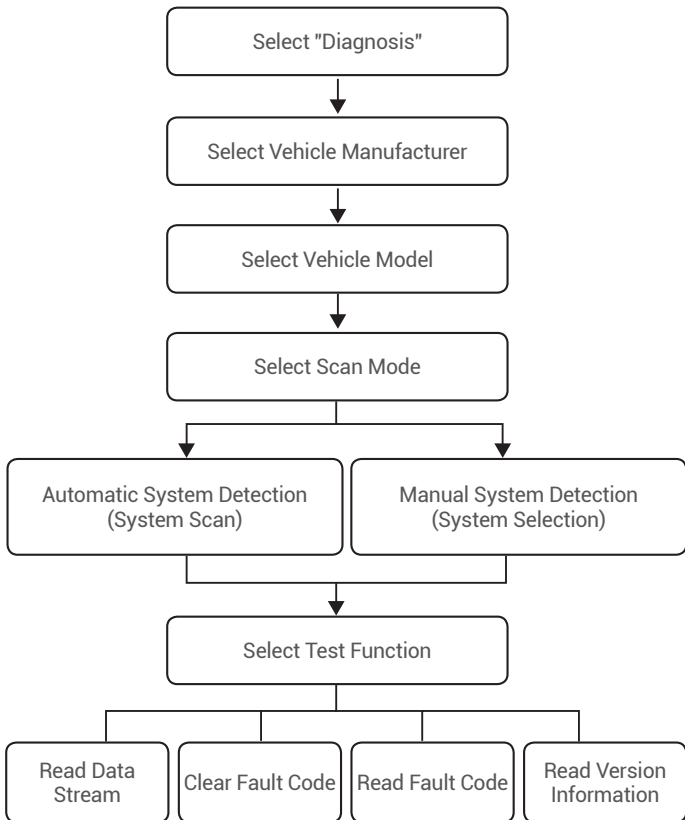 Select "Diagnosis"
Select Vehicle Manufacturer
Select Vehicle Model
Select Scan Mode
Automatic System Detection
(System Scan)
Manual System Detection
(System Selection)
Select Test Function
Read Data
Stream
Clear Fault Code
Read Fault Code
Read Version
Information